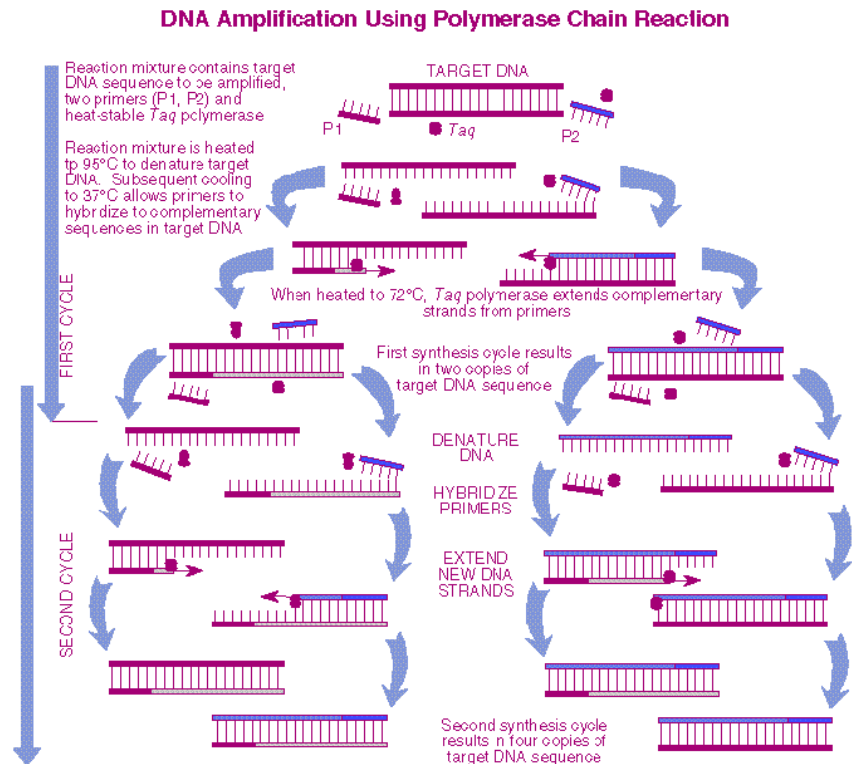 DNA Amplification Using Polymerase Chain Reaction
Reaction mixture contains target
DNA sequence to be amplified,
two primers (P1, P2) and
heat-stable Taq polymerase
TARGET DNA
P1
Taq
P2
Reaction mixture is heated
tp 95°C to denature target
DNA. Subsequent cooling
to 37°C allows primers to
hybridize to complementary
sequences in target DNA
When heated to 72°C, Taq polymerase extends complementary
strands from primers
FIRST CYCLE
First synthesis cycle results
in two copies of
target DNA sequence
DENATURE
DNA
HYBRIDZE
PRIMERS
SECOND CYCLE
EXTEND
NEW DNA
STRANDS
Second synthesis cycle
results in four copies of
target DNA sequence